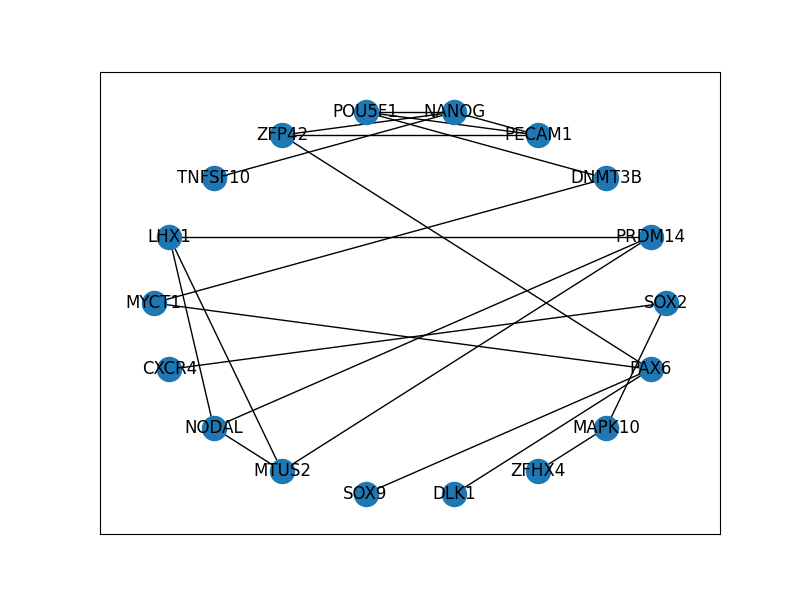 POU5F1 NANOG
ZFP42 PECAM1
TNFSF10 DNMT3B
LHX1 PRDM14
MYCT1 SOX2
CXCR4 PAX6
NODAL MAPK10
MTUS2 ZFHX4
SOX9 DLK1